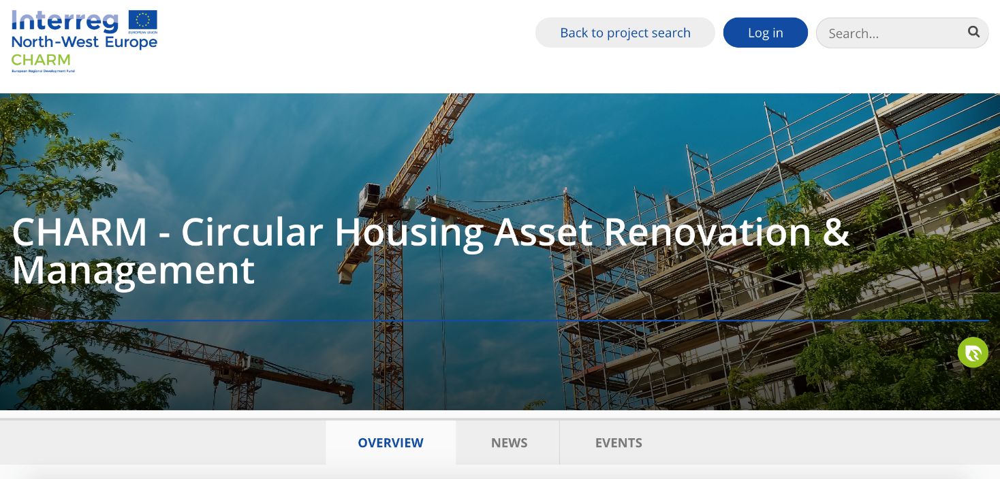 Interreg
EUROPEAN UNION
North-West Europe
CHARM
European Regional Development Fund
Back to project search
Log in
Search...
CHARM - Circular Housing Asset Renovation &
Management
OVERVIEW
NEWS
EVENTS